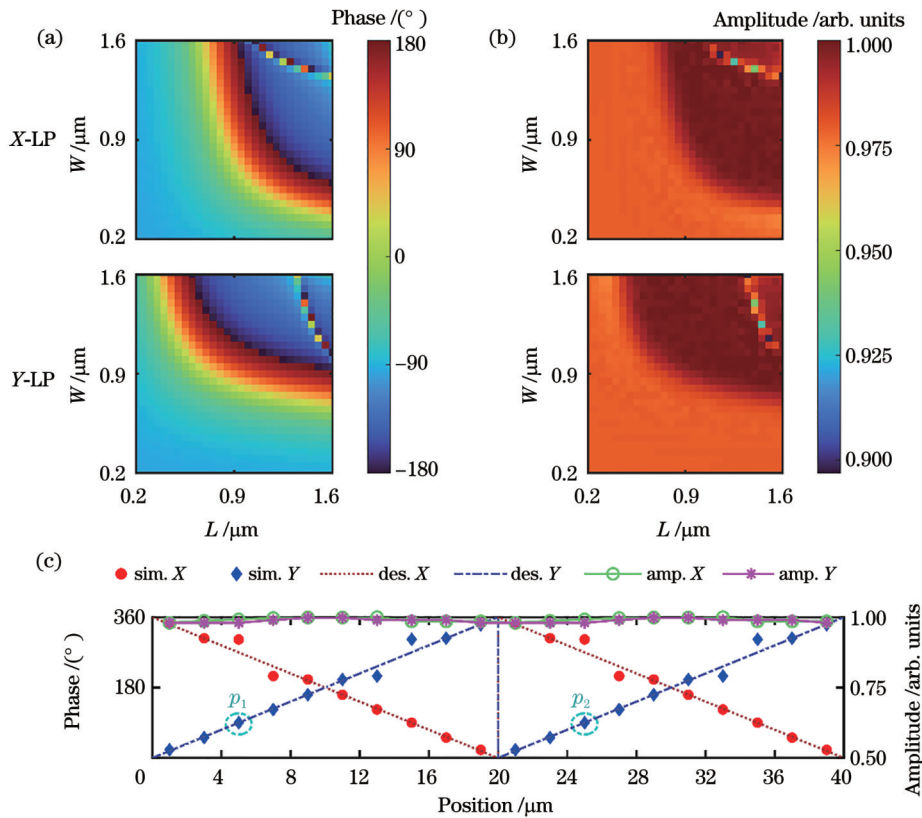 (a)
Phase /(°)
(b)
Amplitude /arb. units
X-LP
W/μm
1.6
0.9
0.2
180
90
0
−90
−180
W/μm
1.6
0.9
0.2
1.000
0.975
0.950
0.925
0.900
Y-LP
W/μm
1.6
0.9
0.2
0.2
0.9
1.6
L /μm
W/μm
1.6
0.9
0.2
0.2
0.9
1.6
L /μm
(c)
sim. X
sim. Y
des. X
des. Y
amp. X
amp. Y
Phase /(°)
360
180
0
p1
p2
4
8
12
16
20
24
28
32
36
40
Position /μm
1.00
0.75
0.50
Amplitude /arb. units